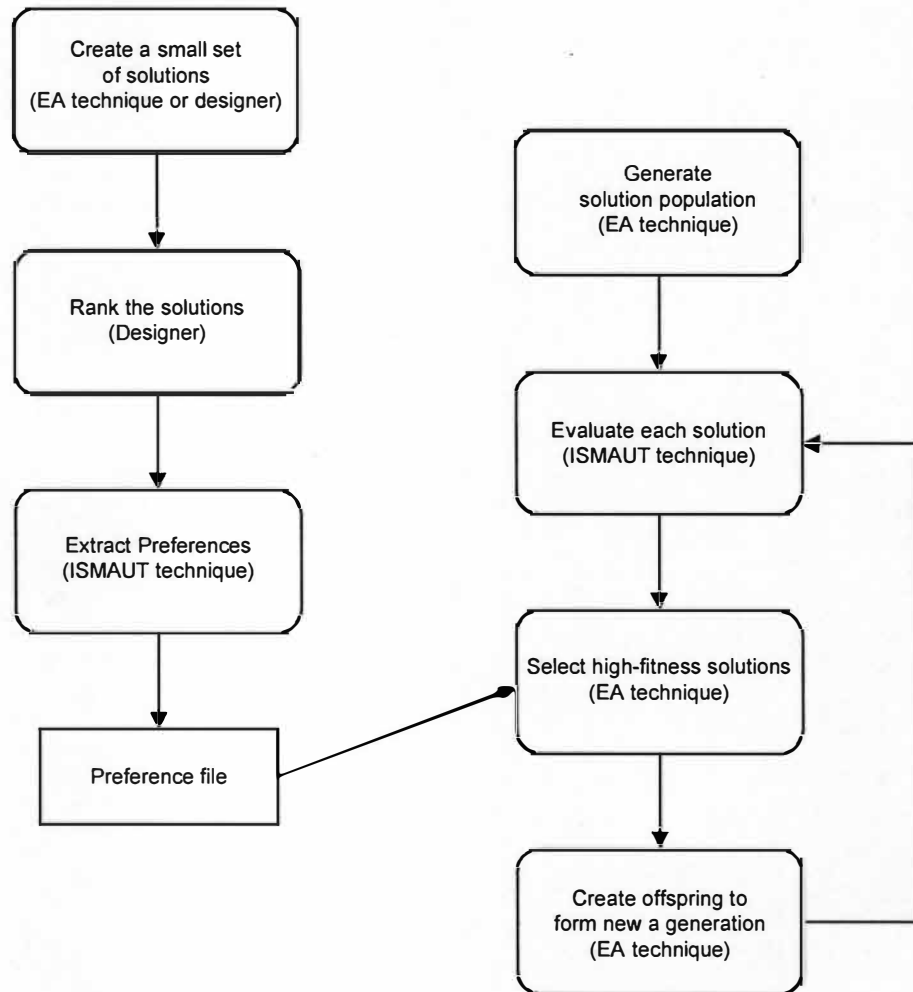 Create a small set
of solutions
(EA technique or designer)
Rank the solutions
(Designer)
Extract Preferences
(ISMAUT technique)
Preference file
Generate
solution population
(EA technique)
Evaluate each solution
(ISMAUT technique)
Select high-fitness solutions
(EA technique)
Create offspring to
form new a generation
(EA technique)